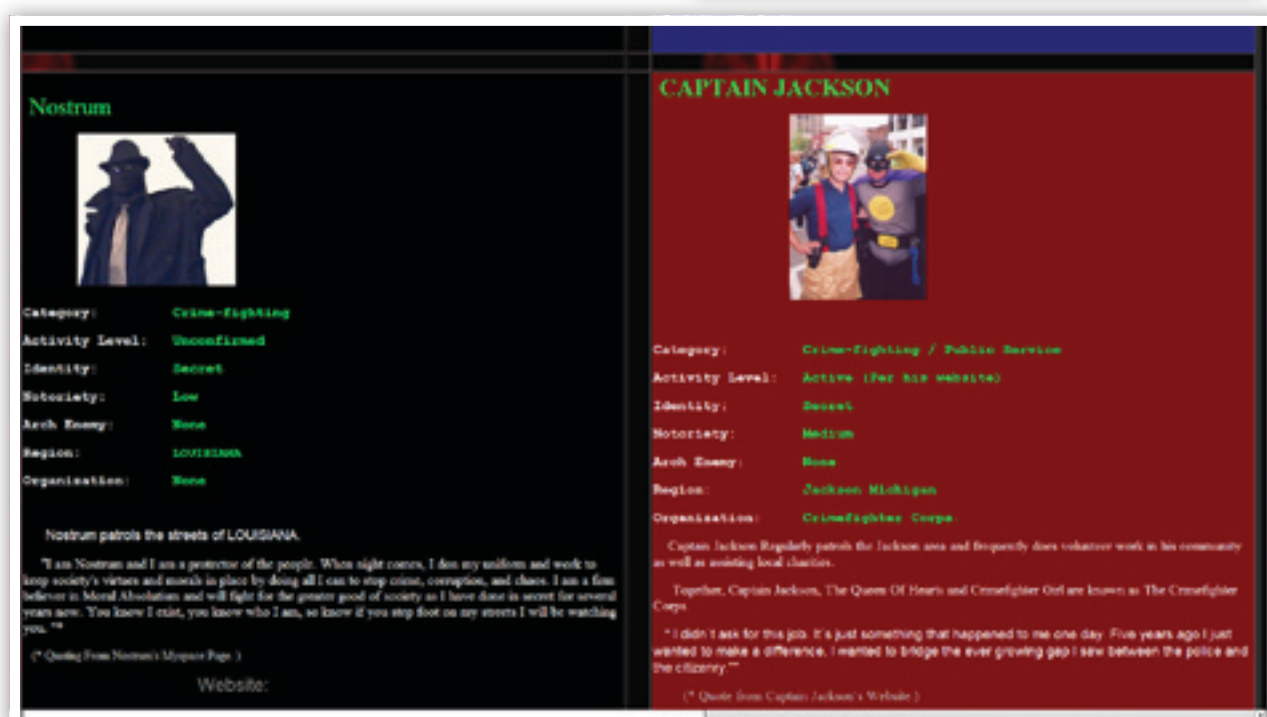 Nostrum
Category: Crime-fighting
Activity Level: Unconfirmed
Identity: Secret
Notoriety: Low
Arch Enemy: None
Region: LOUISIANA
Organization: None
Nostrum patrols the streets of LOUISIANA.
"I am Nostrum and I am a protector of the people. When night comes, I don my uniform and work to
keep society's virtues and morals in place by doing all I can to stop crime, corruption, and chaos. I am a firm
believer in Moral Absolution and will fight for the greater good of society as I have done in secret for several
years now. You know I exist, you know who I am, so know if you step foot on my streets I will be watching
you. "*
(* Quoting From Nostrum's Myspace Page. )
Website:
CAPTAIN JACKSON
Category: Crime-fighting / Public Service
Activity Level: Active (Per his website)
Identity: Secret
Notoriety: Medium
Arch Enemy: None
Region: Jackson Michigan
Organization: Crimefighter Corps.
Captain Jackson Regularly patrols the Jackson area and frequently does volunteer work in his community
as well as assisting local charities.
Together, Captain Jackson, The Queen Of Hearts and Crimefighter Girl are known as The Crimefighter
Corps.
" I didn't ask for this job. It's just something that happened to me one day. Five years ago I just
wanted to make a difference. I wanted to bridge the ever growing gap I saw between the police and
the citizenry."*
(* Quote from Captain Jackson's Website )